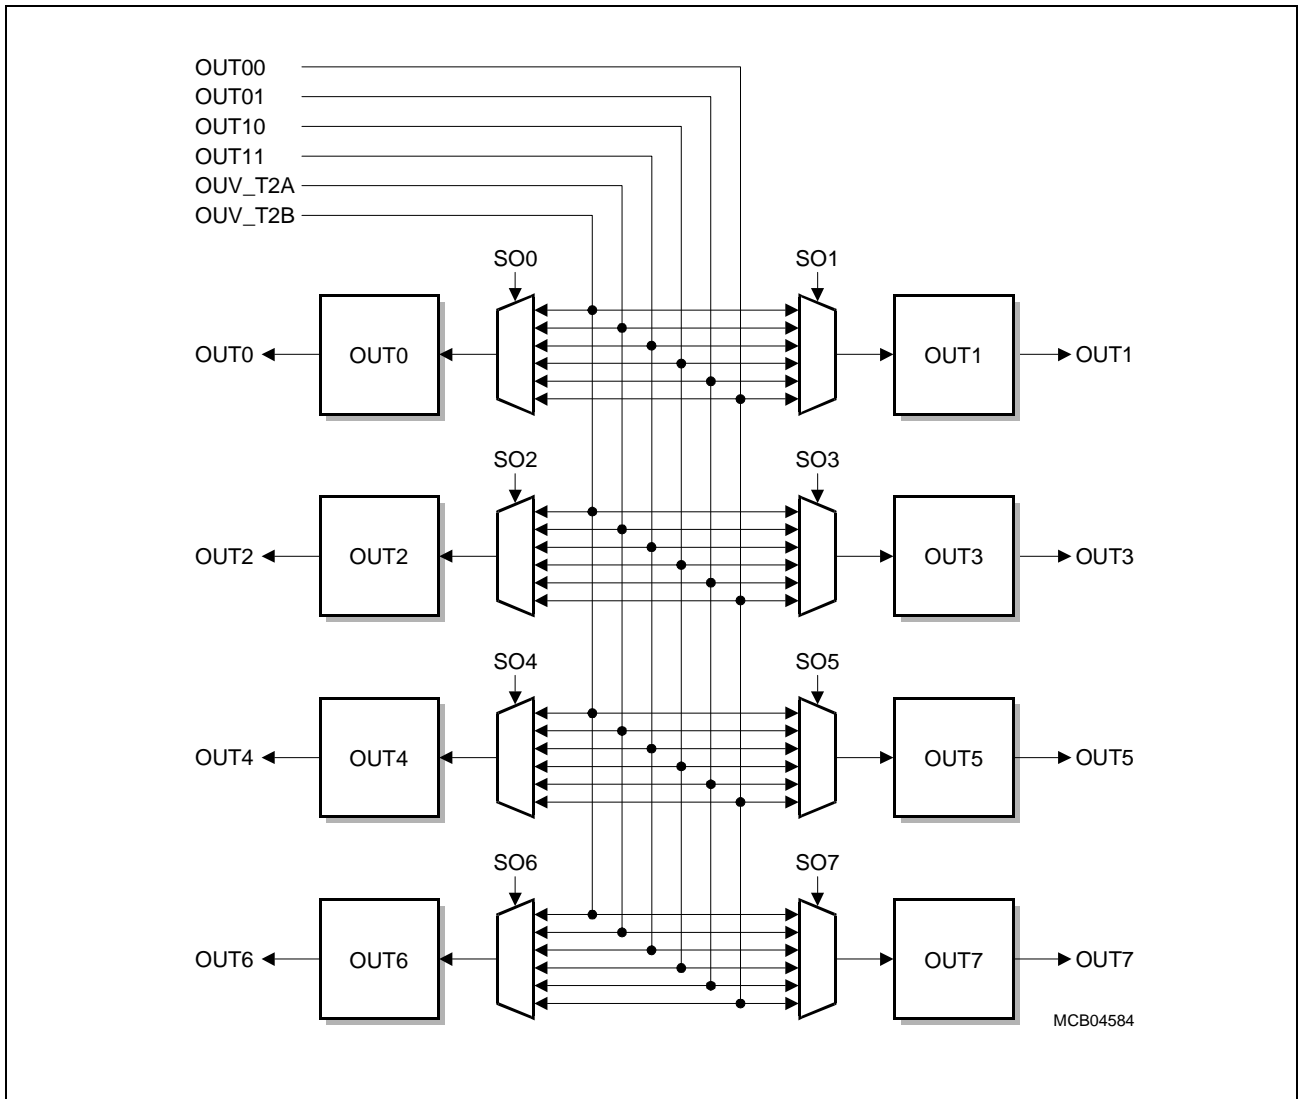 OUT00
OUT01
OUT10
OUT11
OUV_T2A
OUV_T2B
SO0 SO1
OUT0 OUT0 OUT1 OUT1
SO2 SO3
OUT2 OUT2 OUT3 OUT3
SO4 SO5
OUT4 OUT4 OUT5 OUT5
SO6 SO7
OUT6 OUT6 OUT7 OUT7
MCB04584